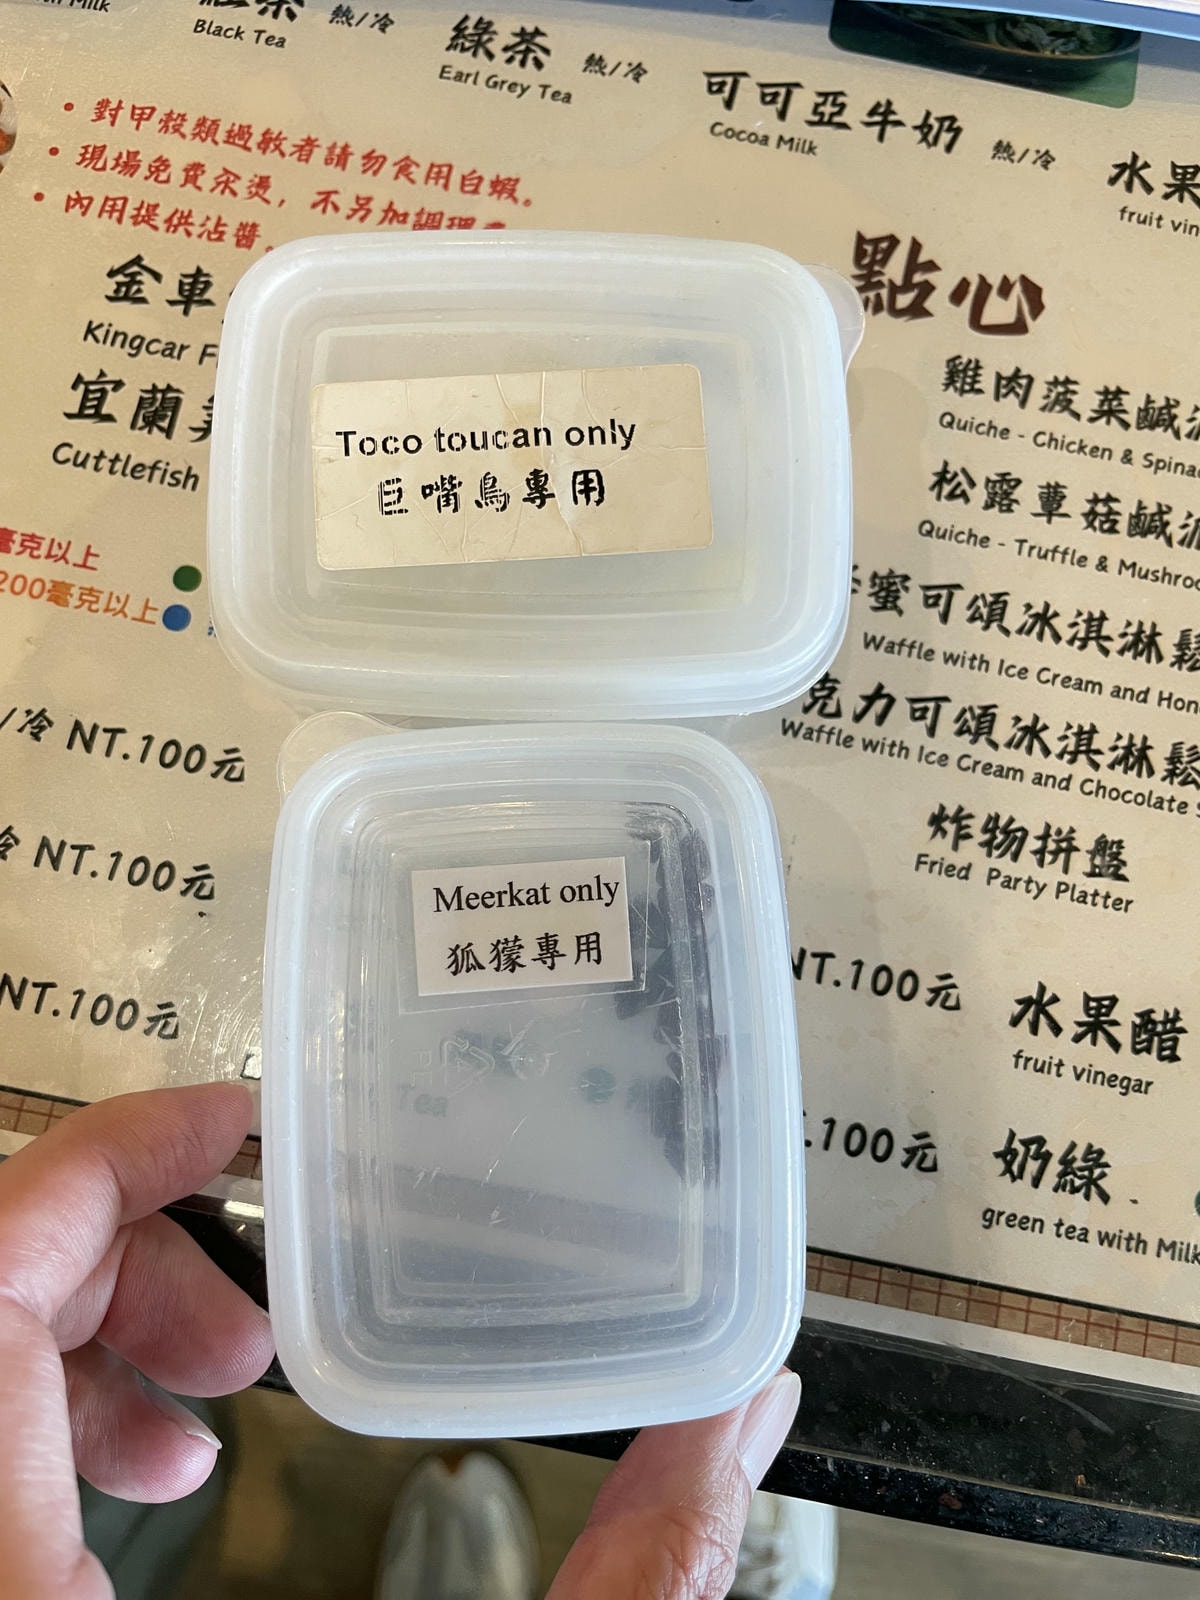 Milk
Black Tea
熱/冷
綠茶 熱/冷
Earl Grey Tea
可可亞牛奶 熱/冷
Cocoa Milk
水果
fruit vin
• 對甲殼類過敏者請勿食用白蝦。
• 現場免費汆燙，不另加調理
• 內用提供沾醬。
金車
Kingcar F
宜蘭
Cuttlefish
毫克以上
200毫克以上
/冷 NT.100元
冷 NT.100元
NT.100元
Toco toucan only
巨嘴鳥專用
Meerkat only
狐獴專用
Tea
點心
雞肉菠菜鹹派
Quiche - Chicken & Spina
松露蕈菇鹹派
Quiche - Truffle & Mushroo
蜜可頌冰淇淋鬆
Waffle with Ice Cream and Hon
克力可頌冰淇淋鬆
Waffle with Ice Cream and Chocolate S
炸物拼盤
Fried Party Platter
NT.100元
水果醋
fruit vinegar
.100元
奶綠
green tea with Milk